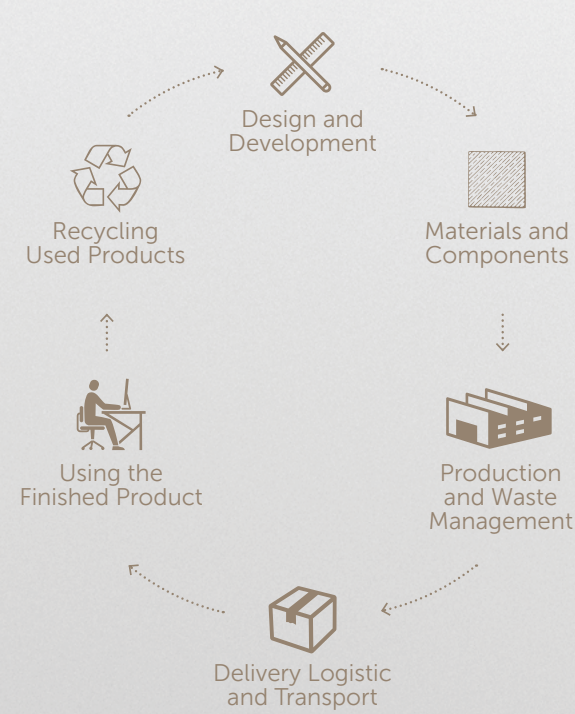 Design and
Development
Materials and
Components
Production
and Waste
Management
Delivery Logistic
and Transport
Using the
Finished Product
Recycling
Used Products